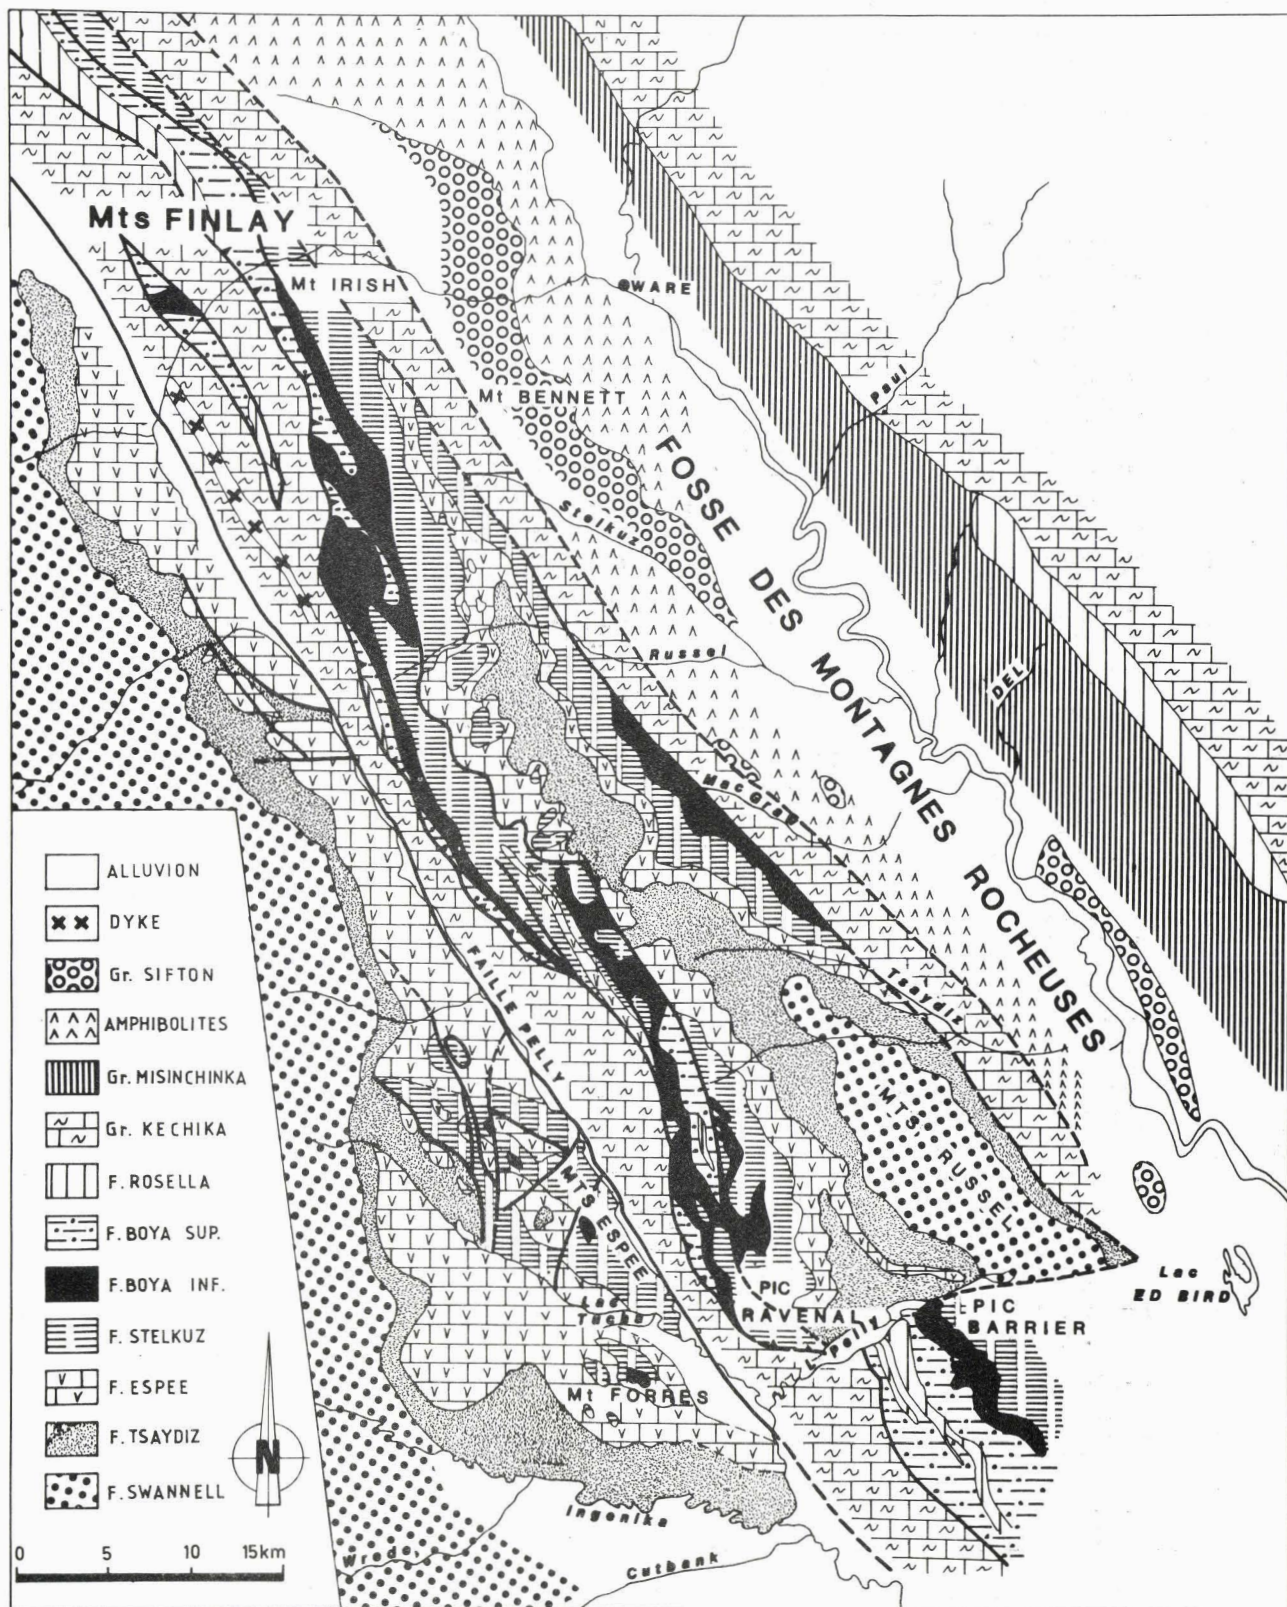 Mts FINLAY
Mt IRISH
WARE
Mt BENNETT
Paul
FOSSE DES MONTAGNES ROCHEUSES
Stelkuz
Russel
DEL
Mac Gray
Tsaydiz
FAILLE PELLY
MTS RUSSEL
MTS ESPEE
PIC
RAVENAL
Lac
Tucha
L. Pelly
PIC
BARRIER
Lac
ED BIRD
Mt FORRES
Ingenika
Wrede
Cutbank
ALLUVION
DYKE
Gr. SIFTON
AMPHIBOLITES
Gr. MISINCHINKA
Gr. KECHIKA
F. ROSELLA
F. BOYA SUP.
F. BOYA INF.
F. STELKUZ
F. ESPEE
F. TSAYDIZ
F. SWANNELL
N
0 5 10 15km